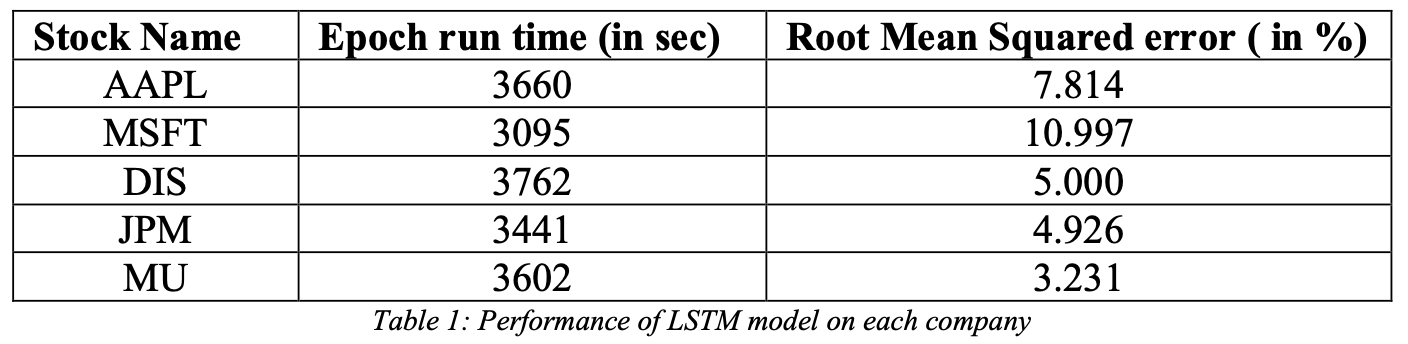 Stock Name Epoch run time (in sec) Root Mean Squared error ( in %)
AAPL 3660 7.814
MSFT 3095 10.997
DIS 3762 5.000
JPM 3441 4.926
MU 3602 3.231
Table 1: Performance of LSTM model on each company